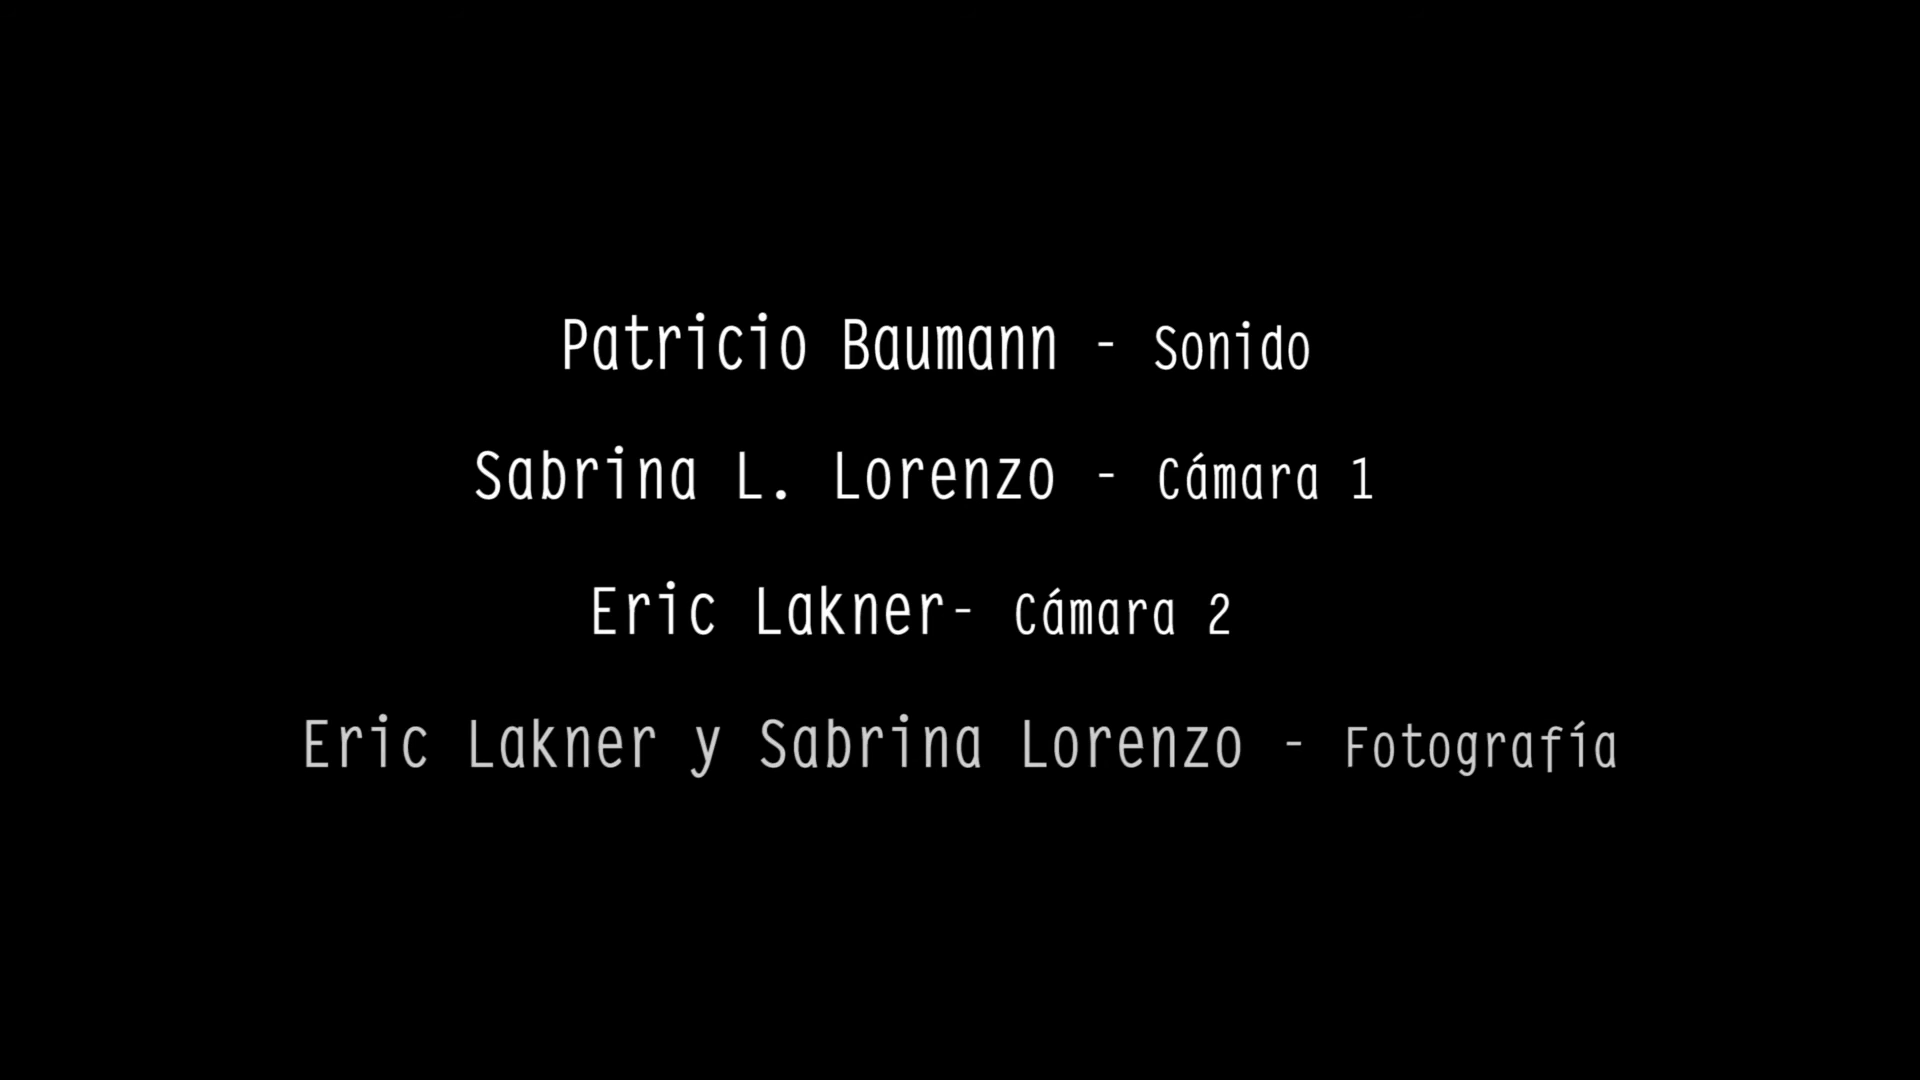 Patricio Baumann - Sonido
Sabrina L. Lorenzo - Cámara 1
Eric Lakner- Cámara 2
Eric Lakner y Sabrina Lorenzo - Fotografía